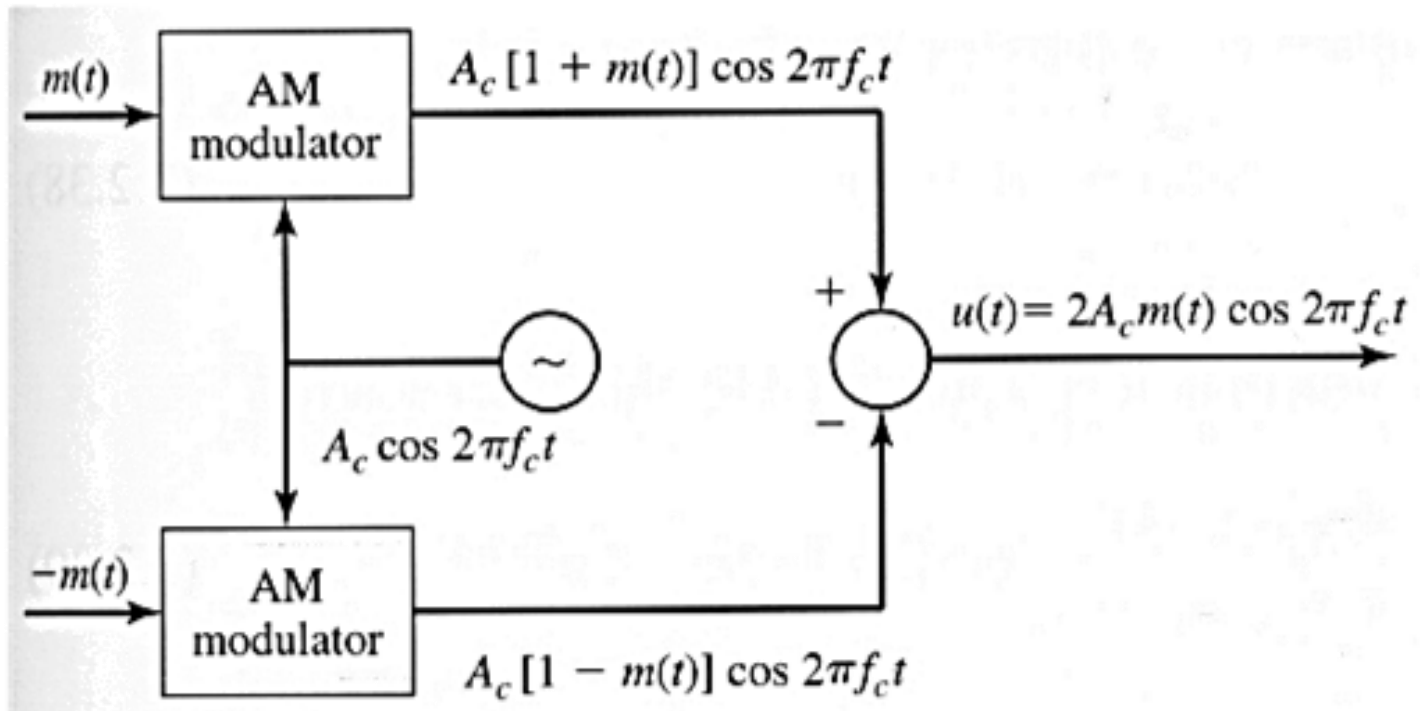 m(t)
AM
modulator
A_c [1 + m(t)] cos 2πf_c t
+
u(t) = 2A_c m(t) cos 2πf_c t
~
−
A_c cos 2πf_c t
−m(t)
AM
modulator
A_c [1 − m(t)] cos 2πf_c t